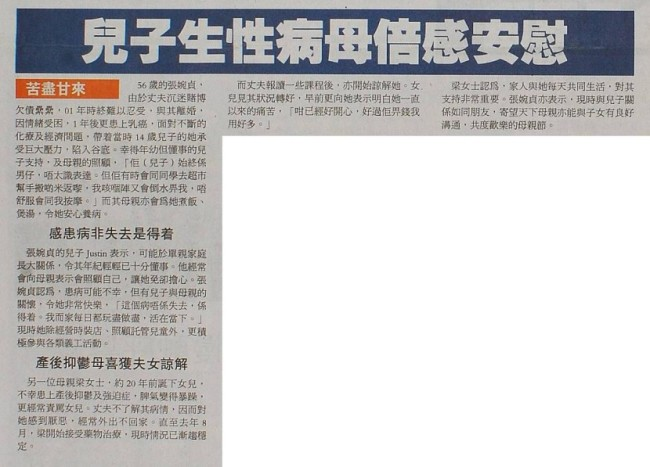 兒子生性病母倍感安慰
苦盡甘來
56歲的張婉貞，
由於丈夫沉迷賭博
欠債纍纍，01年時終難以忍受，與其離婚，
因情緒受困，1年後更患上乳癌，面對不斷的
化療及經濟問題，帶着當時14歲兒子的她承
受巨大壓力，陷入谷底。幸得年幼但懂事的兒
子支持，及母親的照顧，「佢（兒子）始終係
男仔，唔太識表達。但佢有時會同同學去超市
幫手搬啲米返嚟，我咳嗰陣又會倒水畀我，唔
舒服會同我按摩。」而其母親亦會為她煮飯、
煲湯，令她安心養病。
感患病非失去是得着
張婉貞的兒子Justin表示，可能於單親家庭
長大關係，令其年紀輕輕已十分懂事。他經常
會向母親表示會照顧自己，讓她免卻擔心。張
婉貞認為，患病可能不幸，但有兒子與母親的
關懷，令她非常快樂，「這個病唔係失去，係
得着。我而家每日都玩盡做盡，活在當下。」
現時她除經營時裝店、照顧託管兒童外，更積
極參與各類義工活動。
產後抑鬱母喜獲夫女諒解
另一位母親梁女士，約20年前誕下女兒，
不幸患上產後抑鬱及強迫症，脾氣變得暴躁，
更經常責罵女兒。丈夫不了解其病情，因而對
她感到厭惡，經常外出不回家。直至去年8
月，梁開始接受藥物治療，現時情況已漸趨穩
定。
而丈夫報讀一些課程後，亦開始諒解她。女
兒見其狀況轉好，早前更向她表示明白她一直
以來的痛苦，「咁已經好開心，好過佢畀錢我
用好多。」
梁女士認為，家人與她每天共同生活，對其
支持非常重要。張婉貞亦表示，現時與兒子關
係如同朋友，寄望天下母親亦能與子女有良好
溝通，共度歡樂的母親節。